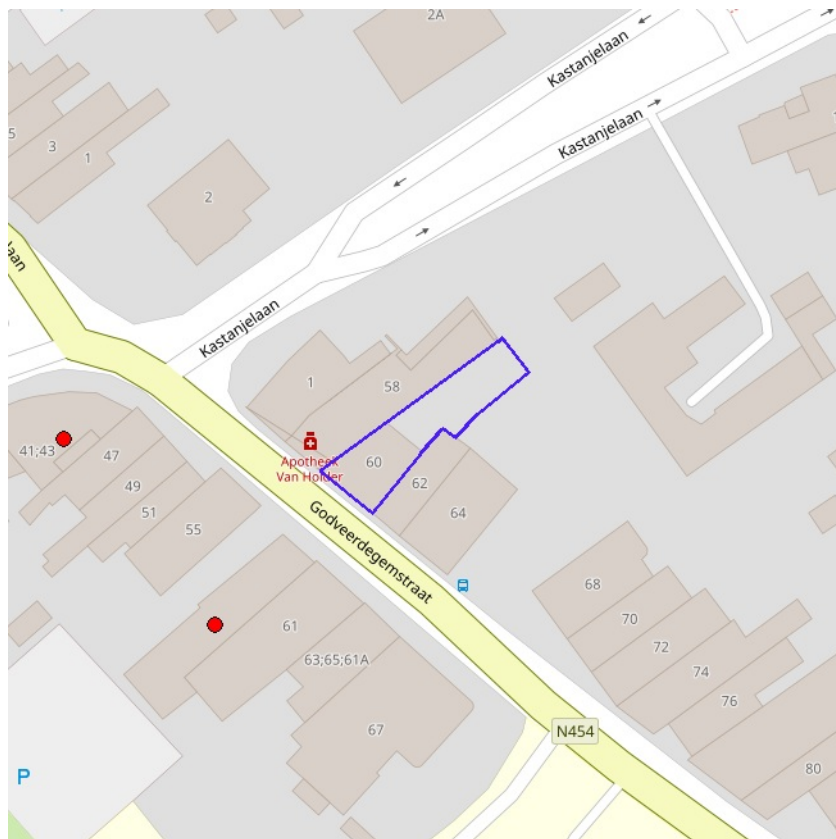 2A
Kastanjelaan
Kastanjelaan
5
3
1
2
laan
Kastanjelaan
1
58
41;43
47
Apotheek
Van Holder
60
49
62
51
64
55
Godveerdegemstraat
68
61
70
63;65;61A
72
74
76
67
N454
P
80